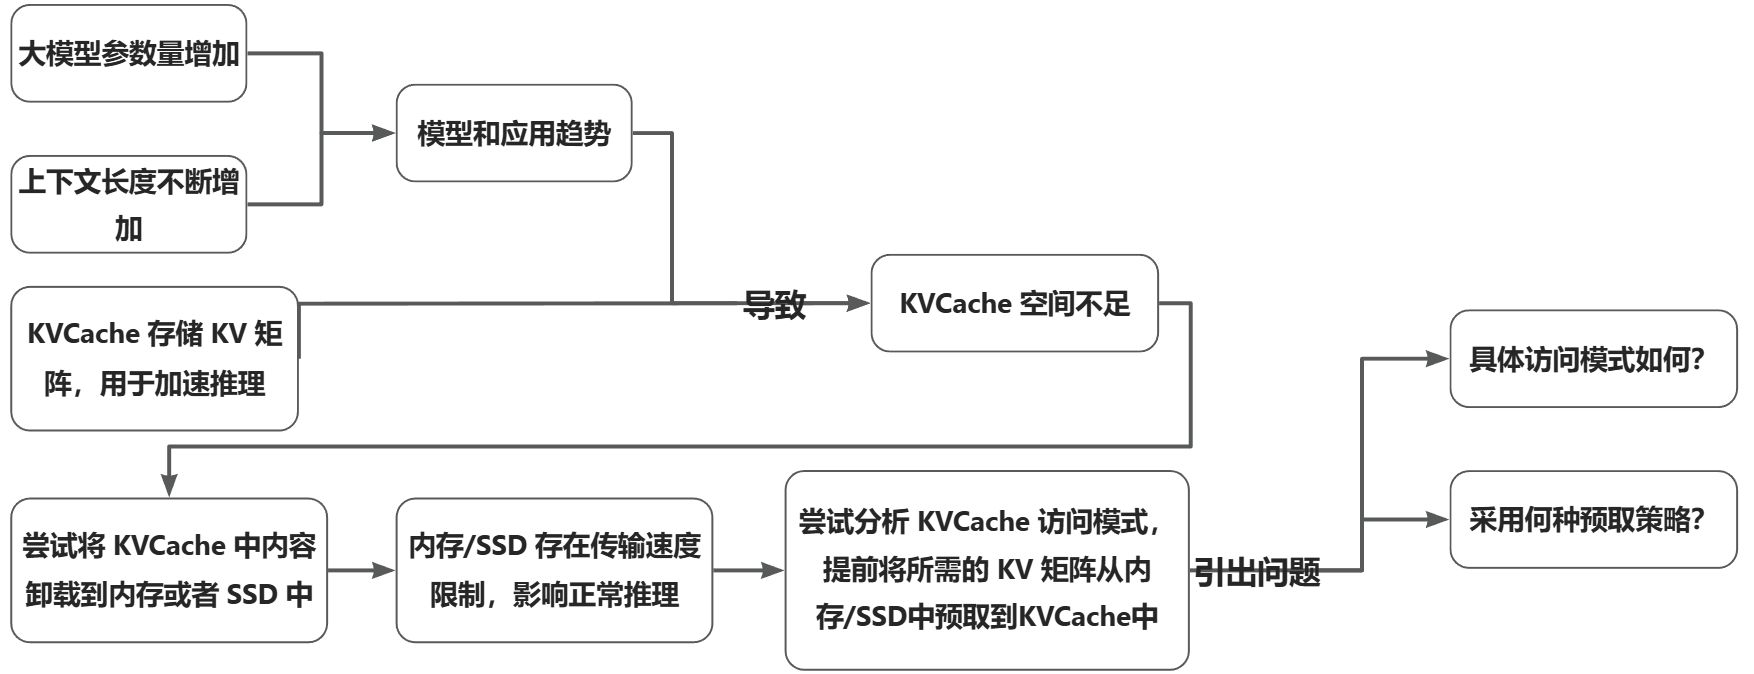 大模型参数量增加
上下文长度不断增
加
模型和应用趋势
KVCache 存储 KV 矩
阵，用于加速推理
导致
KVCache 空间不足
尝试将 KVCache 中内容
卸载到内存或者 SSD 中
内存/SSD 存在传输速度
限制，影响正常推理
尝试分析 KVCache 访问模式，
提前将所需的 KV 矩阵从内
存/SSD中预取到KVCache中
引出问题
具体访问模式如何？
采用何种预取策略？